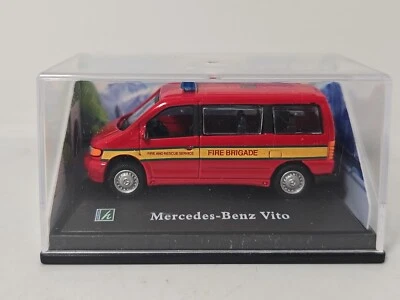 FIRE AND RESCUE SERVICE FIRE BRIGADE
Mercedes-Benz Vito